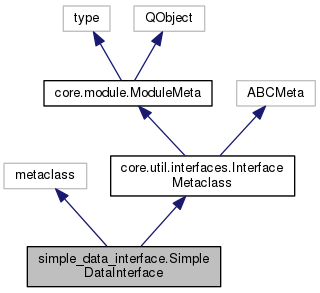 type
QObject
core.module.ModuleMeta
ABCMeta
core.util.interfaces.Interface
Metaclass
metaclass
simple_data_interface.Simple
DataInterface